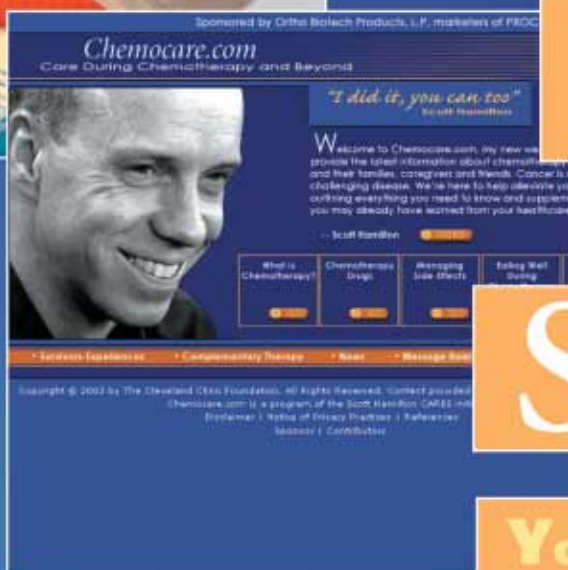 Sponsored by Ortho Biotech Products, L.P., marketers of PROC
Chemocare.com
Care During Chemotherapy and Beyond
"I did it, you can too"
Scott Hamilton
Welcome to Chemocare.com, my new we
provide the latest information about chemotherapy
and their families, caregivers and friends. Cancer is
challenging disease. We're here to help alleviate yo
outlining everything you need to know and supplem
you may already have learned from your healthcare
-- Scott Hamilton
What is Chemotherapy?
Chemotherapy Drugs
Managing Side Effects
Eating Well During
• Survivors Experiences • Complementary Therapy • News • Message
Copyright © 2003 by The Cleveland Clinic Foundation. All Rights Reserved. Content provided
Chemocare.com is a program of the Scott Hamilton CARES
Disclaimer | Notice of Privacy Practices | References
Sponsors | Contributors
S
Yo